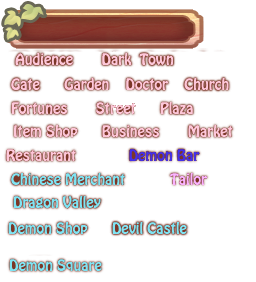 Audience Dark Town
Gate Garden Doctor Church
Fortunes Street Plaza
Item Shop Business Market
Restaurant Demon Bar
Chinese Merchant Tailor
Dragon Valley
Demon Shop Devil Castle
Demon Square